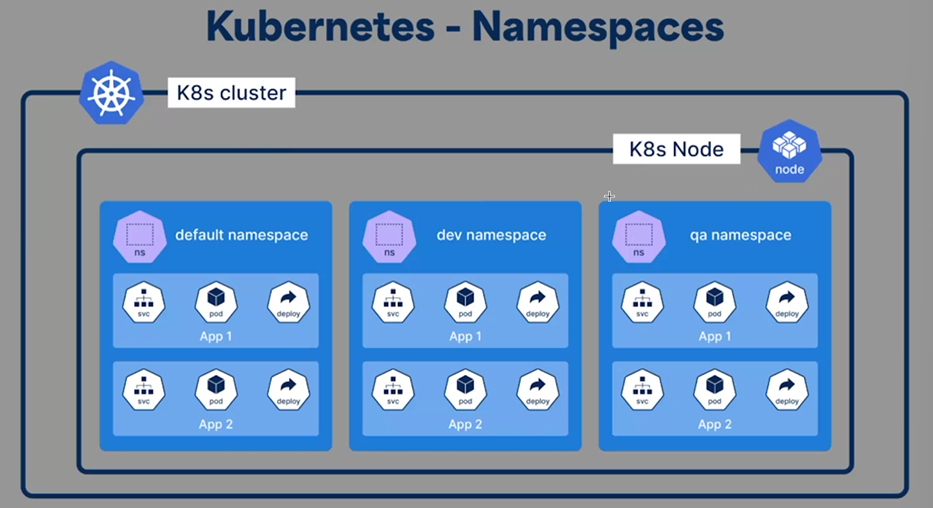 Kubernetes - Namespaces
K8s cluster
K8s Node
node
ns
default namespace
svc
pod
deploy
App 1
svc
pod
deploy
App 2
ns
dev namespace
svc
pod
deploy
App 1
svc
pod
deploy
App 2
ns
qa namespace
svc
pod
deploy
App 1
svc
pod
deploy
App 2